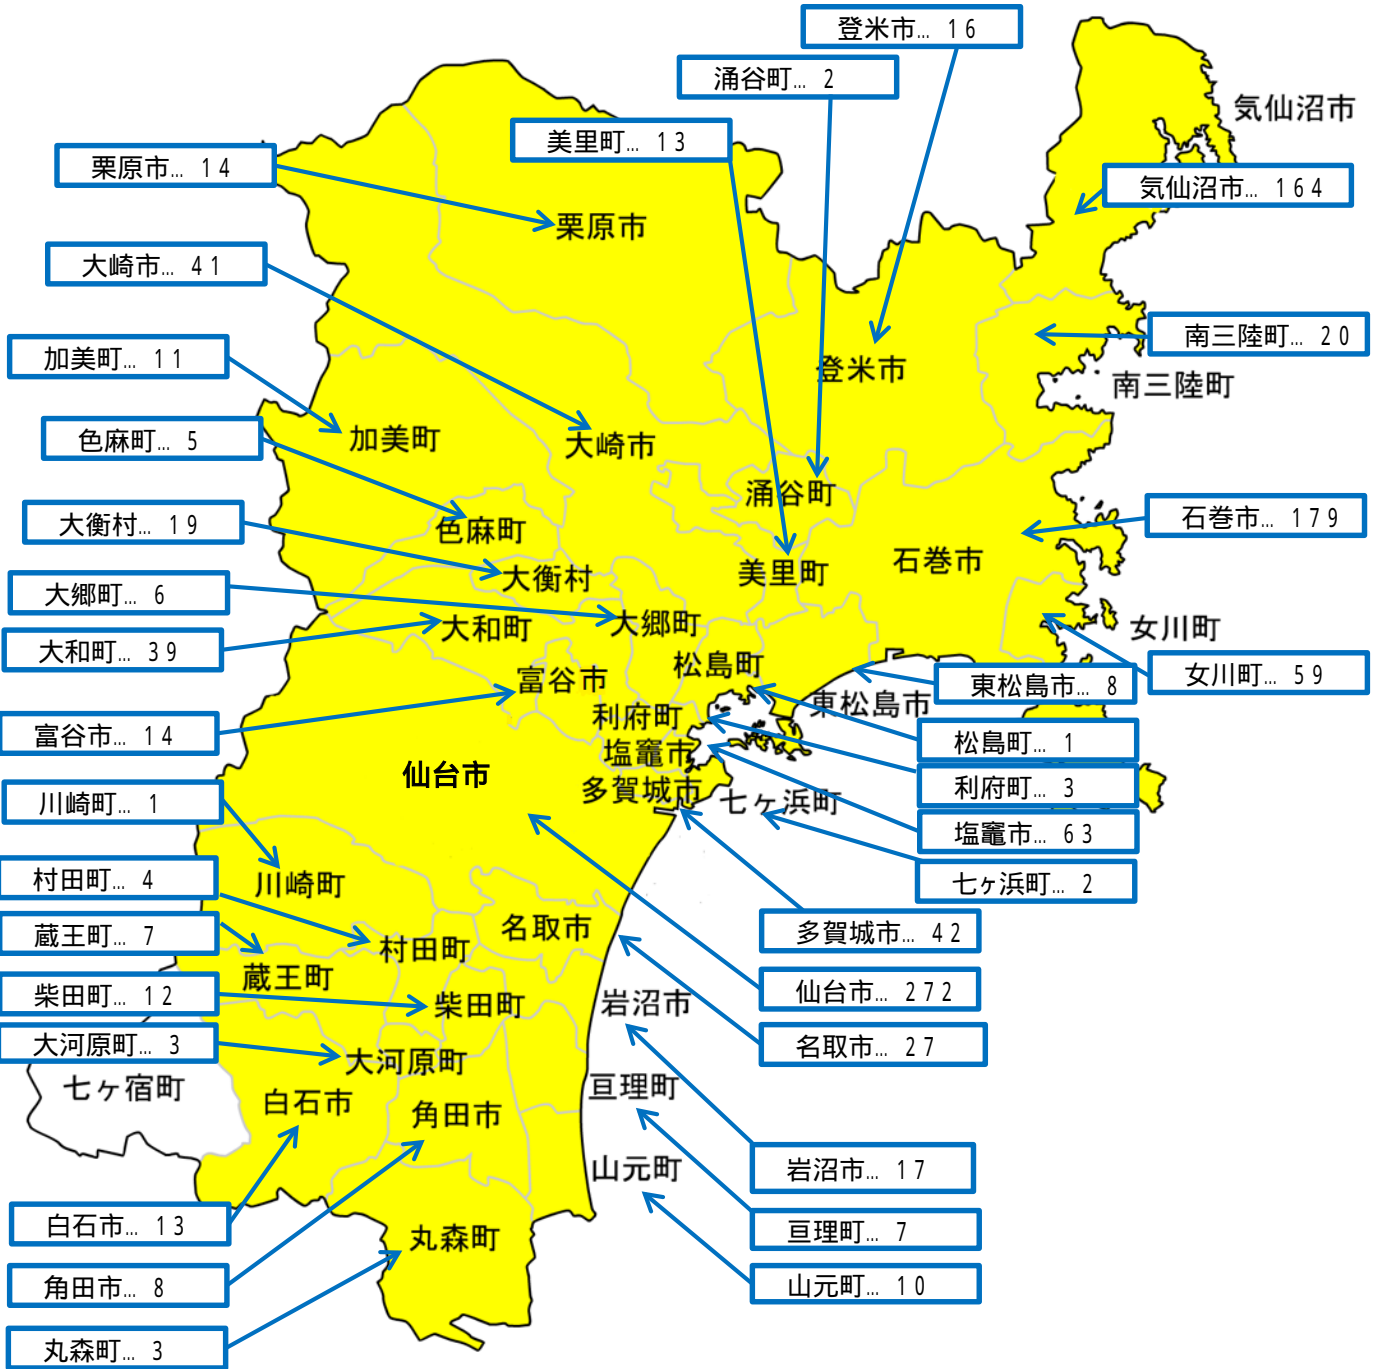 登米市… 16
涌谷町… 2
気仙沼市
美里町… 13
栗原市… 14
気仙沼市… 164
栗原市
大崎市… 41
南三陸町… 20
加美町… 11
登米市
南三陸町
色麻町… 5
加美町
大崎市
涌谷町
大衡村… 19
石巻市… 179
色麻町
石巻市
美里町
大衡村
大郷町… 6
大郷町
大和町
女川町
大和町… 39
松島町
女川町… 59
富谷市
東松島市… 8
東松島市
利府町
富谷市… 14
松島町… 1
塩竈市
仙台市
利府町… 3
多賀城市
七ヶ浜町
川崎町… 1
塩竈市… 63
村田町… 4
川崎町
七ヶ浜町… 2
名取市
蔵王町… 7
多賀城市… 42
村田町
蔵王町
柴田町… 12
仙台市… 272
柴田町
岩沼市
大河原町… 3
名取市… 27
大河原町
七ヶ宿町
亘理町
白石市
角田市
山元町
岩沼市… 17
白石市… 13
亘理町… 7
丸森町
角田市… 8
山元町… 10
丸森町… 3